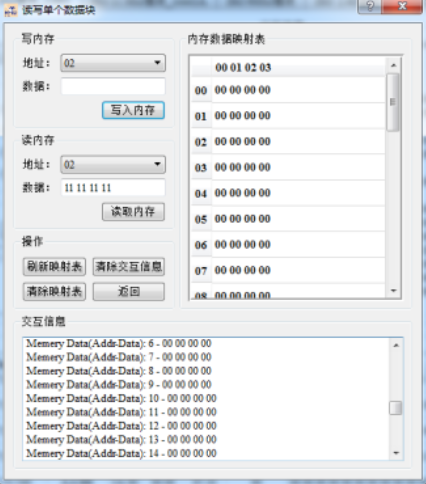 读写单个数据块
写内存
地址： 02
数据：
写入内存
读内存
地址： 02
数据： 11 11 11 11
读取内存
操作
刷新映射表 清除交互信息
清除映射表 返回
内存数据映射表
00 01 02 03
00 00 00 00 00
01 00 00 00 00
02 00 00 00 00
03 00 00 00 00
04 00 00 00 00
05 00 00 00 00
06 00 00 00 00
07 00 00 00 00
08 00 00 00 00
交互信息
Memery Data(Addr-Data): 6 - 00 00 00 00
Memery Data(Addr-Data): 7 - 00 00 00 00
Memery Data(Addr-Data): 8 - 00 00 00 00
Memery Data(Addr-Data): 9 - 00 00 00 00
Memery Data(Addr-Data): 10 - 00 00 00 00
Memery Data(Addr-Data): 11 - 00 00 00 00
Memery Data(Addr-Data): 12 - 00 00 00 00
Memery Data(Addr-Data): 13 - 00 00 00 00
Memery Data(Addr-Data): 14 - 00 00 00 00